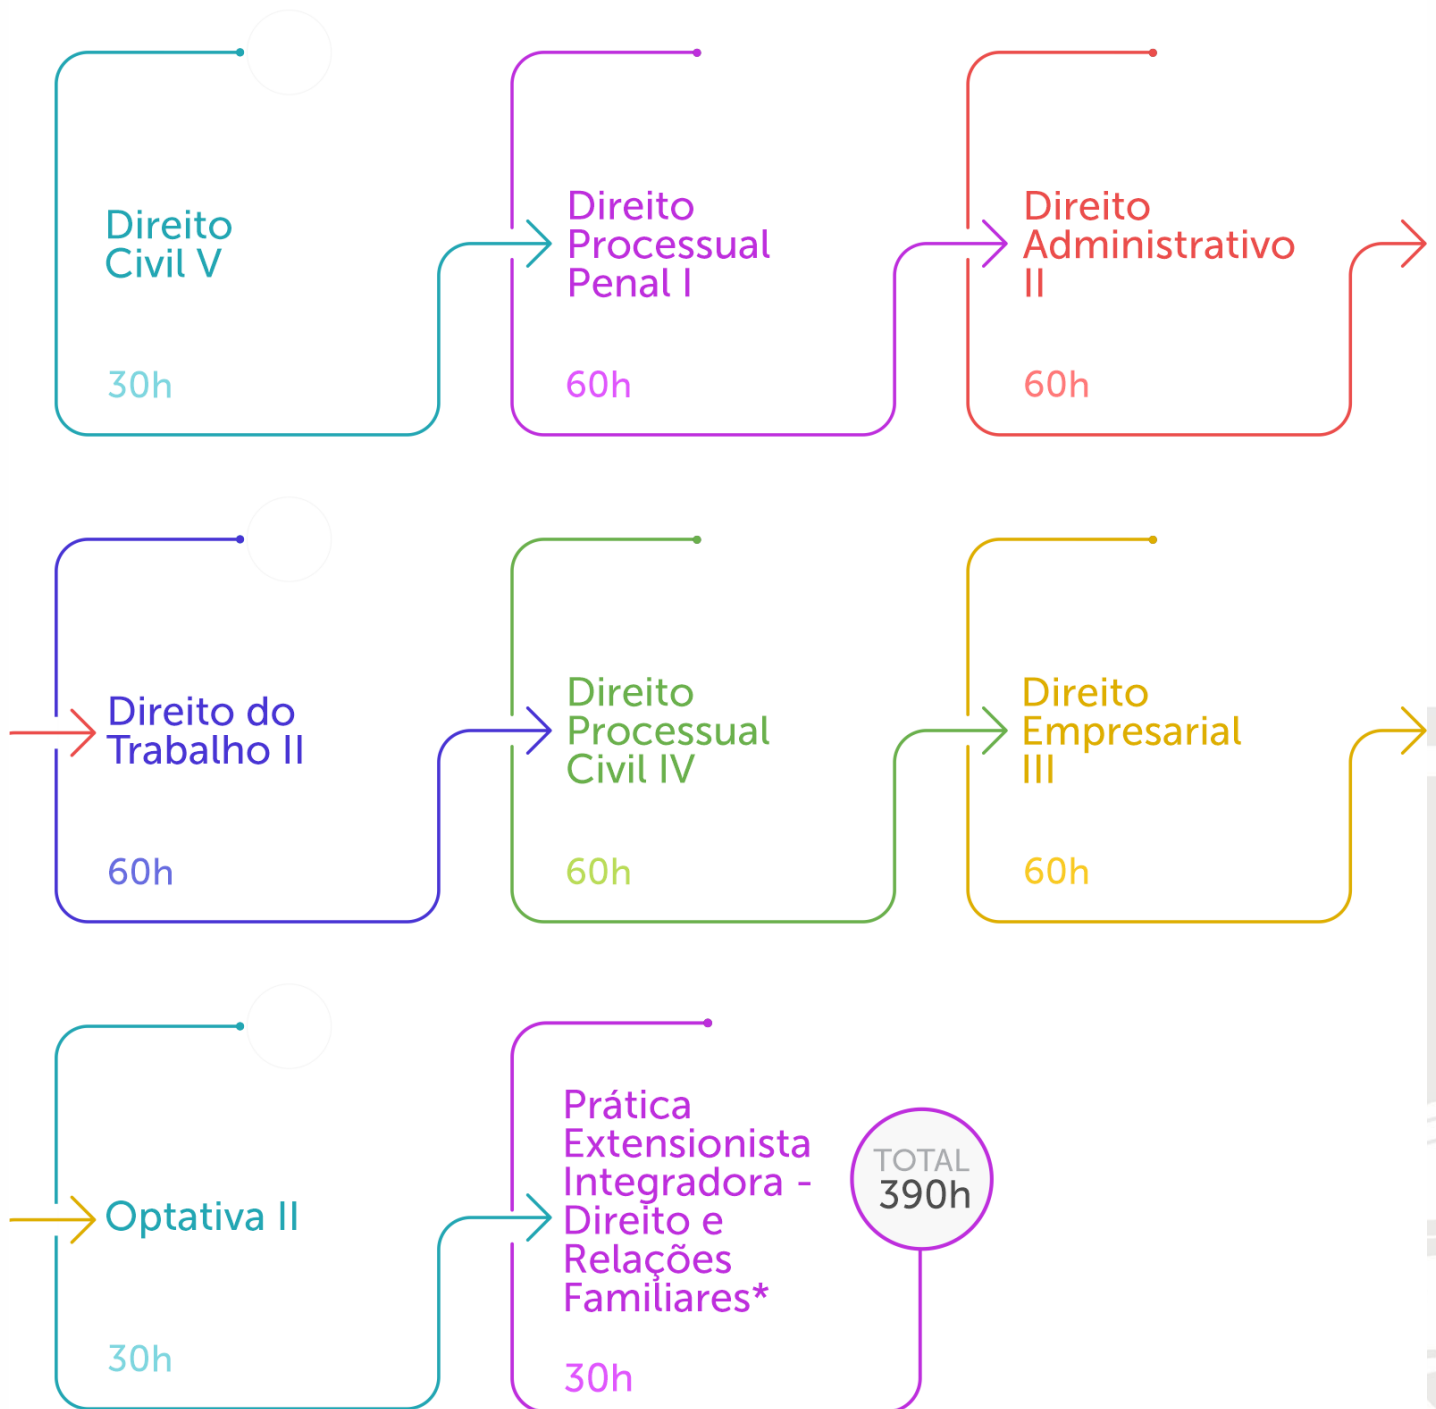 Direito
Civil V
30h
Direito
Processual
Penal I
60h
Direito
Administrativo
II
60h
Direito do
Trabalho II
60h
Direito
Processual
Civil IV
60h
Direito
Empresarial
III
60h
Optativa II
30h
Prática
Extensionista
Integradora -
Direito e
Relações
Familiares*
30h
TOTAL
390h